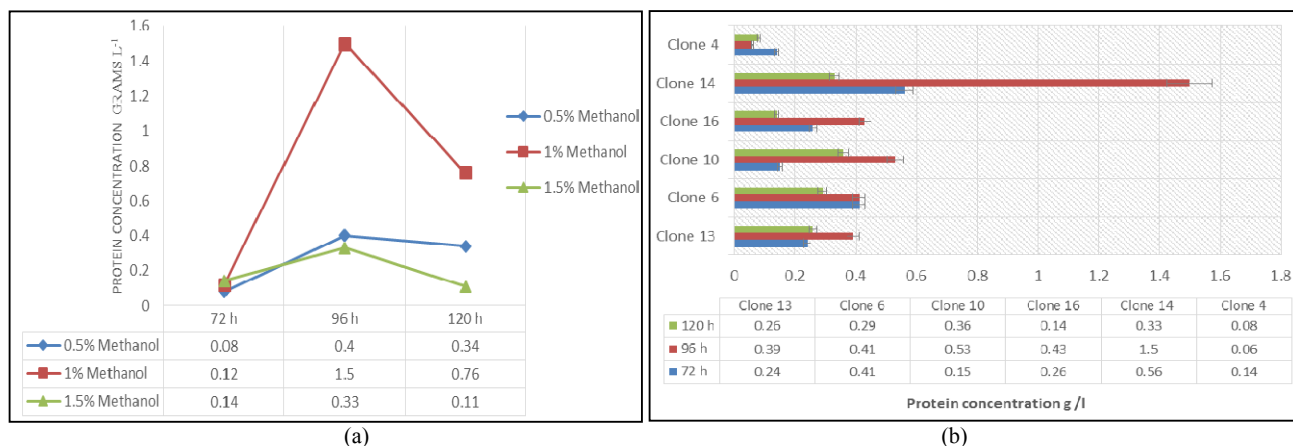 PROTEIN CONCENTRATION GRAMS L-1
1.6
1.4
1.2
1
0.8
0.6
0.4
0.2
0
0.5% Methanol
1% Methanol
1.5% Methanol
72 h 96 h 120 h
0.5% Methanol 0.08 0.4 0.34
1% Methanol 0.12 1.5 0.76
1.5% Methanol 0.14 0.33 0.11
(a)
Clone 4
Clone 14
Clone 16
Clone 10
Clone 6
Clone 13
0 0.2 0.4 0.6 0.8 1 1.2 1.4 1.6 1.8
Clone 13 Clone 6 Clone 10 Clone 16 Clone 14 Clone 4
120 h 0.26 0.29 0.36 0.14 0.33 0.08
96 h 0.39 0.41 0.53 0.43 1.5 0.06
72 h 0.24 0.41 0.15 0.26 0.56 0.14
Protein concentration g /l
(b)